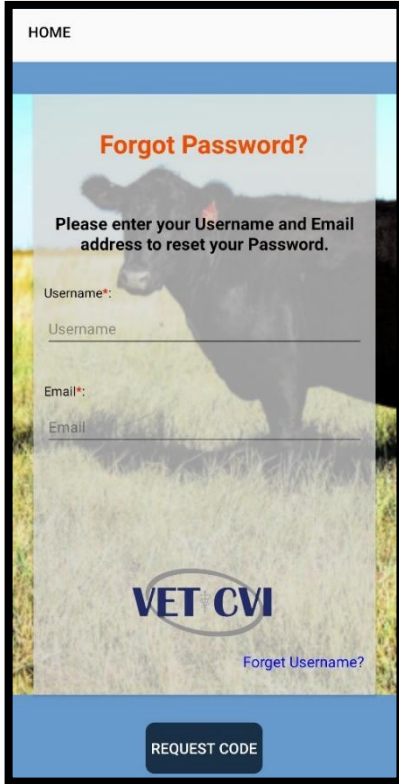 HOME
Forgot Password?
Please enter your Username and Email
address to reset your Password.
Username*:
Username
Email*:
Email
VET CVI
Forget Username?
REQUEST CODE